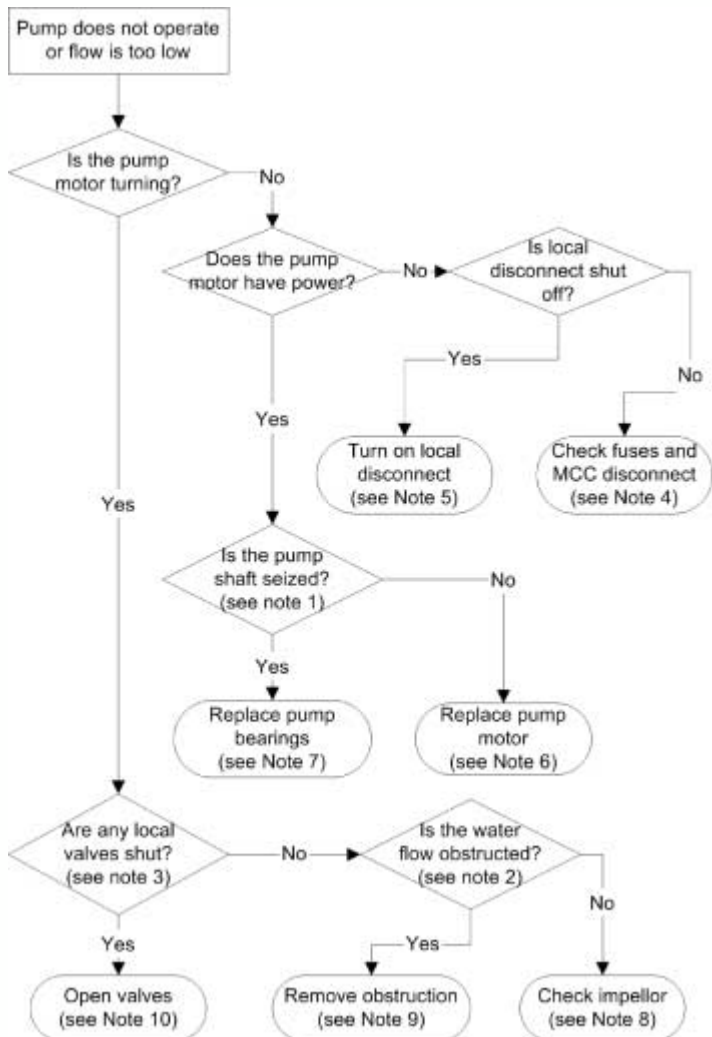 Pump does not operate
or flow is too low
Is the pump
motor turning?
No
Does the pump
motor have power?
No
Is local
disconnect shut
off?
Yes
No
Yes
Turn on local
disconnect
(see Note 5)
Check fuses and
MCC disconnect
(see Note 4)
Yes
Is the pump
shaft seized?
(see note 1)
No
Yes
Replace pump
bearings
(see Note 7)
Replace pump
motor
(see Note 6)
Are any local
valves shut?
(see note 3)
No
Is the water
flow obstructed?
(see note 2)
No
Yes
Yes
Open valves
(see Note 10)
Remove obstruction
(see Note 9)
Check impellor
(see Note 8)